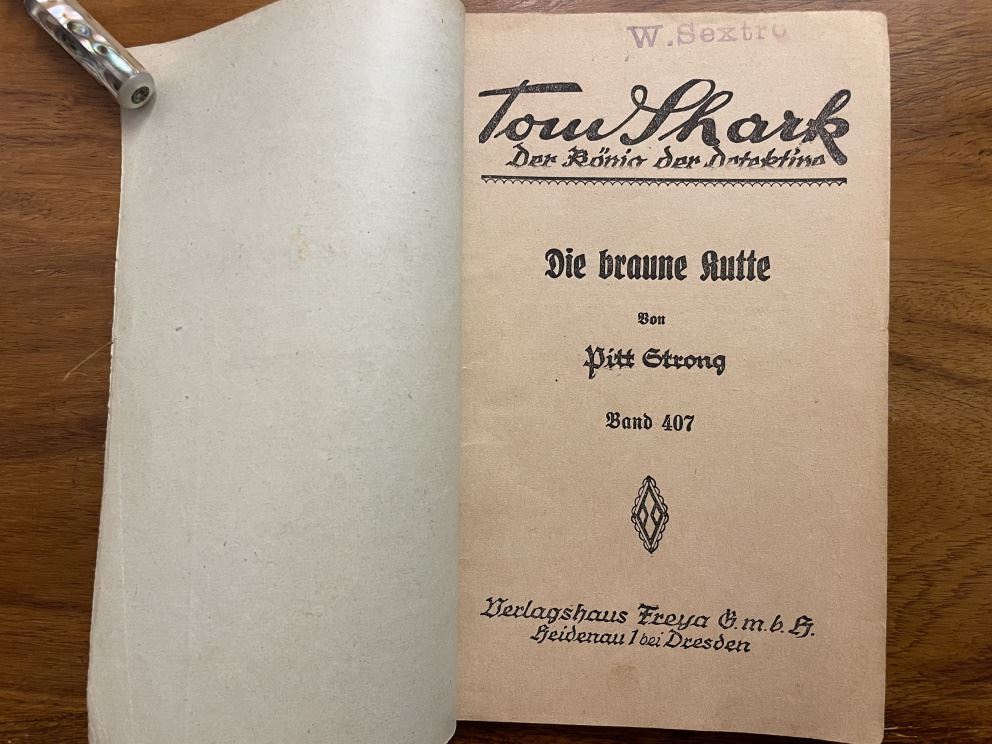 W. Sextro
Tom Shark
Der König der Detektive
Die braune Kutte
Von
Pitt Strong
Band 407
Verlagshaus Freya G. m. b. H.
Heidenau 1 bei Dresden